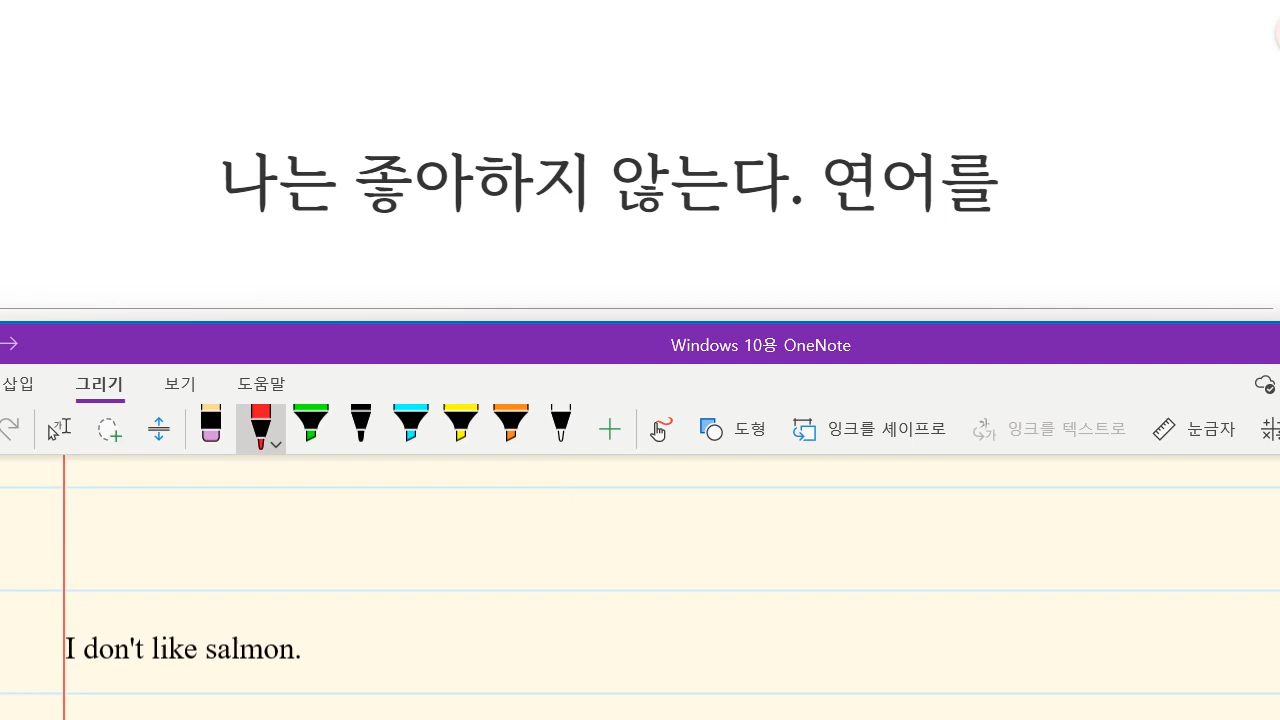 나는 좋아하지 않는다. 연어를
Windows 10용 OneNote
삽입 그리기 보기 도움말
도형 잉크를 셰이프로 잉크를 텍스트로 눈금자
I don't like salmon.